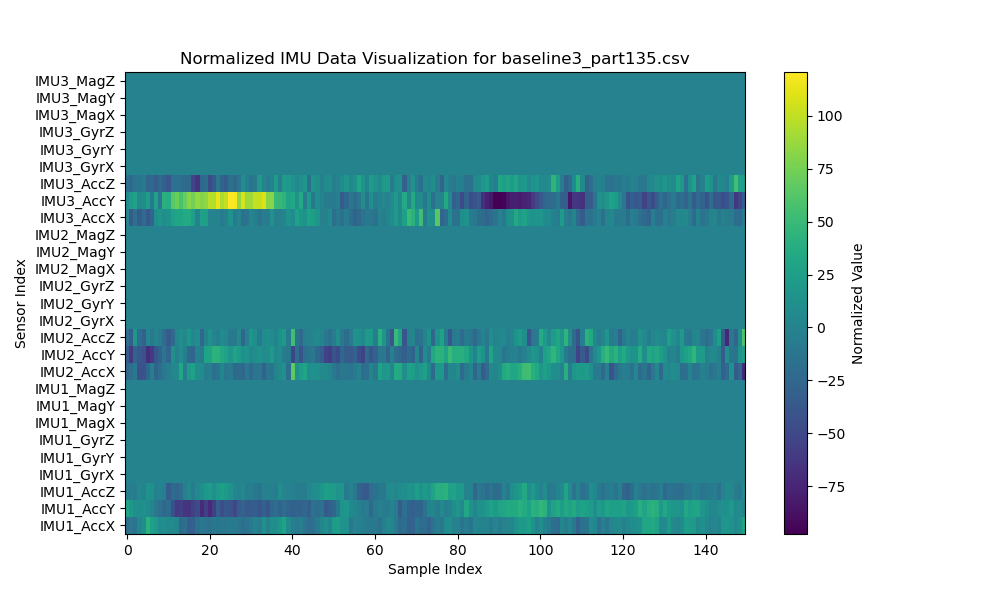 Normalized IMU Data Visualization for baseline3_part135.csv
IMU3_MagZ
IMU3_MagY
IMU3_MagX
IMU3_GyrZ
IMU3_GyrY
IMU3_GyrX
IMU3_AccZ
IMU3_AccY
IMU3_AccX
IMU2_MagZ
IMU2_MagY
IMU2_MagX
IMU2_GyrZ
IMU2_GyrY
IMU2_GyrX
IMU2_AccZ
IMU2_AccY
IMU2_AccX
IMU1_MagZ
IMU1_MagY
IMU1_MagX
IMU1_GyrZ
IMU1_GyrY
IMU1_GyrX
IMU1_AccZ
IMU1_AccY
IMU1_AccX
Sensor Index
0 20 40 60 80 100 120 140
Sample Index
100
75
50
25
0
−25
−50
−75
Normalized Value